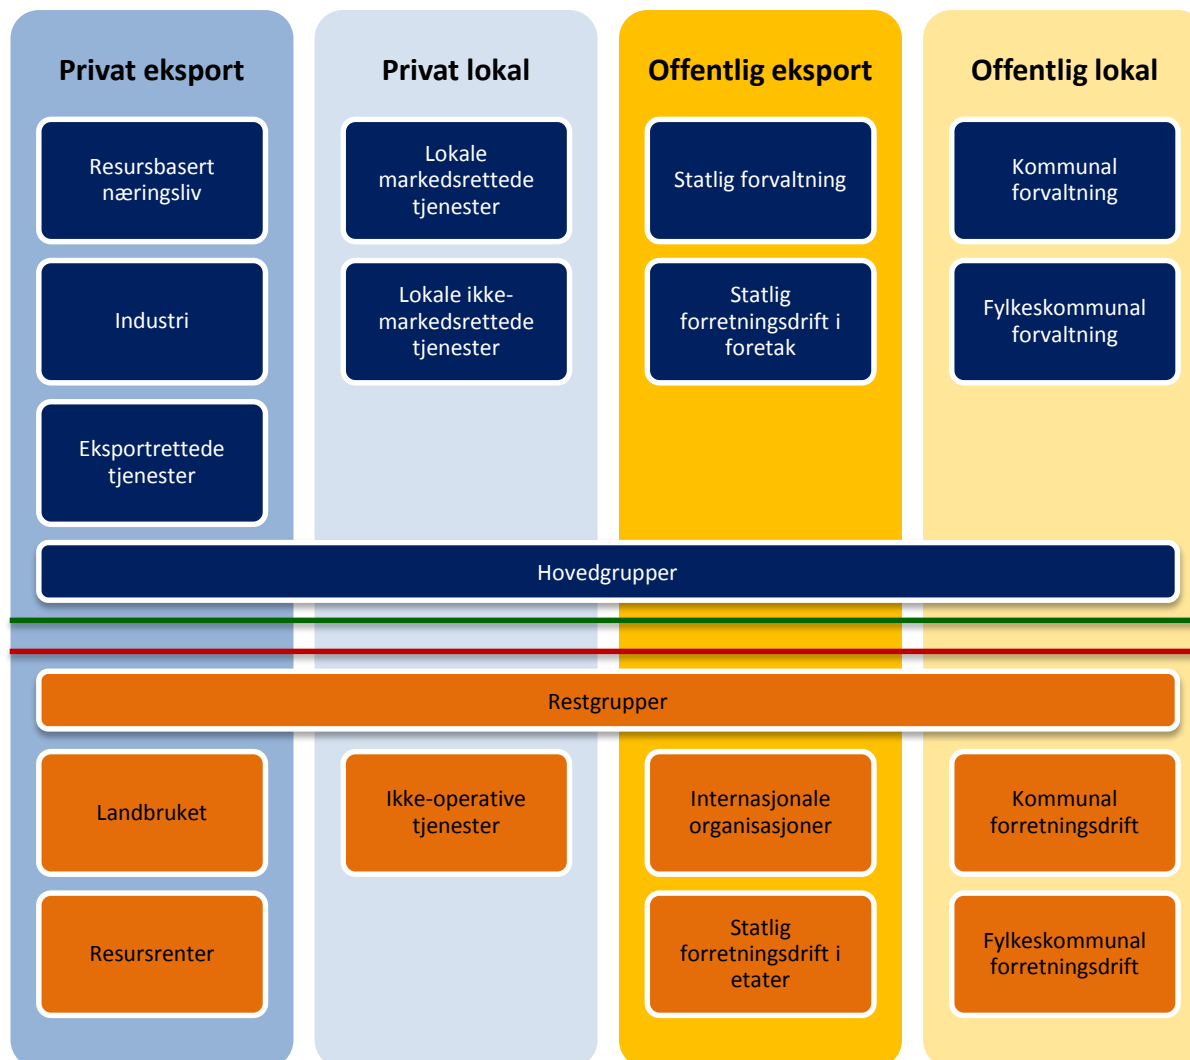 Privat eksport
Privat lokal
Offentlig eksport
Offentlig lokal
Resursbasert
næringsliv
Lokale
markedsrettede
tjenester
Statlig forvaltning
Kommunal
forvaltning
Industri
Lokale ikke-
markedsrettede
tjenester
Statlig
forretningsdrift i
foretak
Fylkeskommunal
forvaltning
Eksportrettede
tjenester
Hovedgrupper
Restgrupper
Landbruket
Ikke-operative
tjenester
Internasjonale
organisasjoner
Kommunal
forretningsdrift
Resursrenter
Statlig
forretningsdrift i
etater
Fylkeskommunal
forretningsdrift